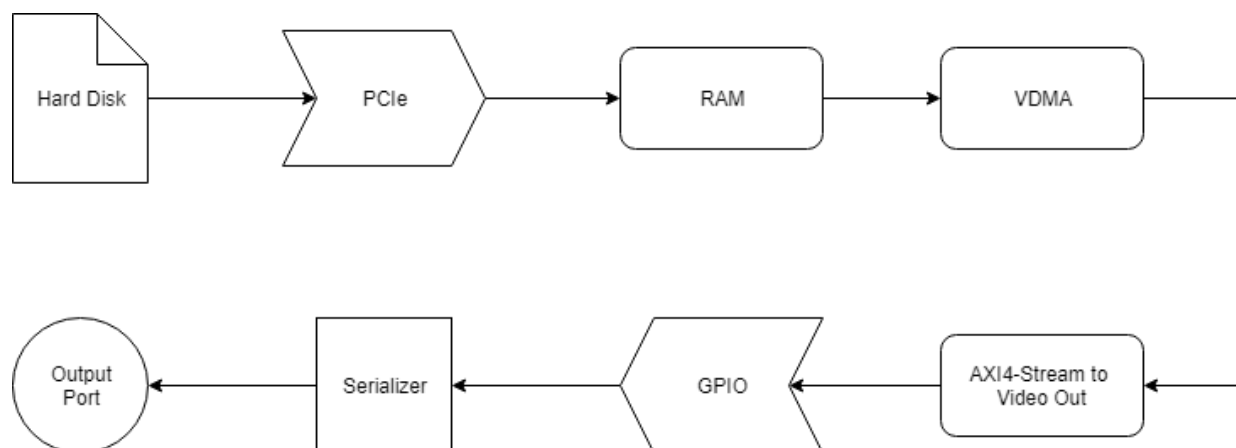 Hard Disk
PCIe
RAM
VDMA
Output
Port
Serializer
GPIO
AXI4-Stream to
Video Out